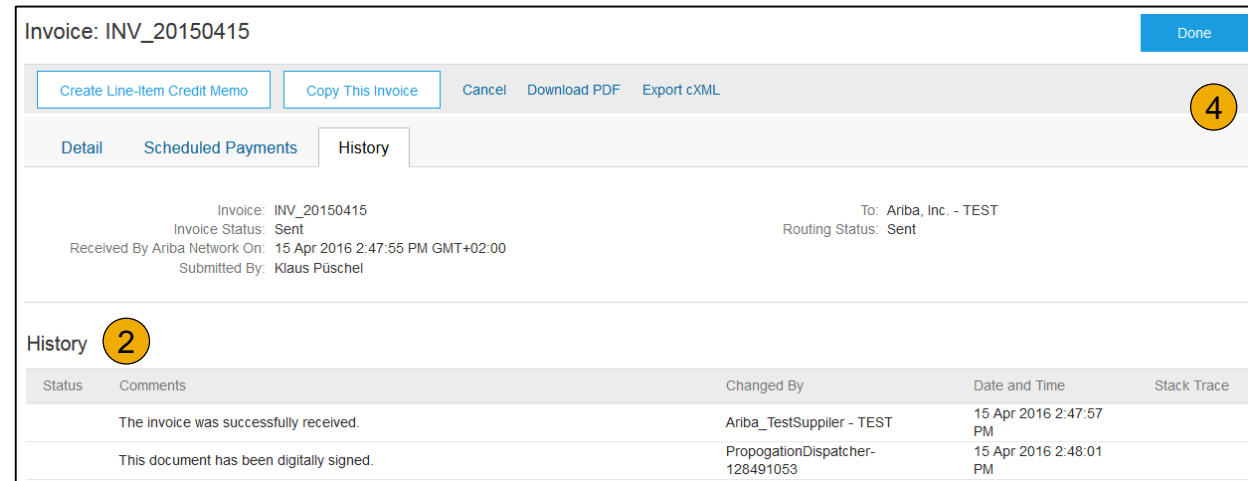 Invoice: INV_20150415
Done
Create Line-Item Credit Memo Copy This Invoice Cancel Download PDF Export cXML
4
Detail Scheduled Payments History
Invoice: INV_20150415 To: Ariba, Inc. - TEST
Invoice Status: Sent Routing Status: Sent
Received By Ariba Network On: 15 Apr 2016 2:47:55 PM GMT+02:00
Submitted By: Klaus Püschel
History 2
Status Comments Changed By Date and Time Stack Trace
The invoice was successfully received. Ariba_TestSuppiler - TEST 15 Apr 2016 2:47:57
PM
This document has been digitally signed. PropogationDispatcher- 15 Apr 2016 2:48:01
128491053 PM